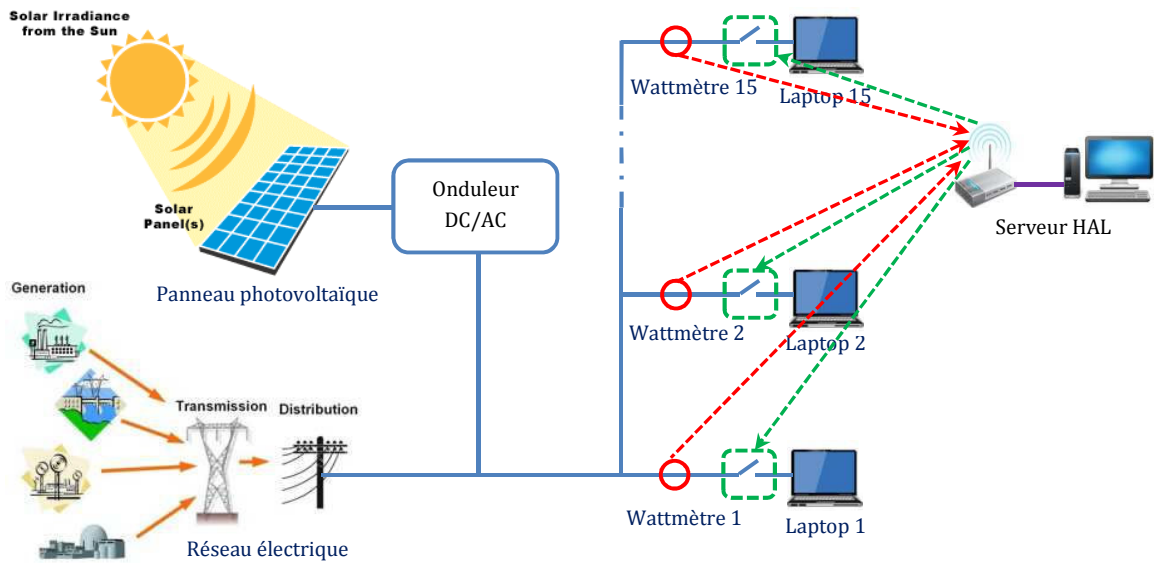 Solar Irradiance
from the Sun
Solar
Panel(s)
Panneau photovoltaïque
Onduleur
DC/AC
Wattmètre 15
Laptop 15
Serveur HAL
Wattmètre 2
Laptop 2
Generation
Transmission
Distribution
Réseau électrique
Wattmètre 1
Laptop 1